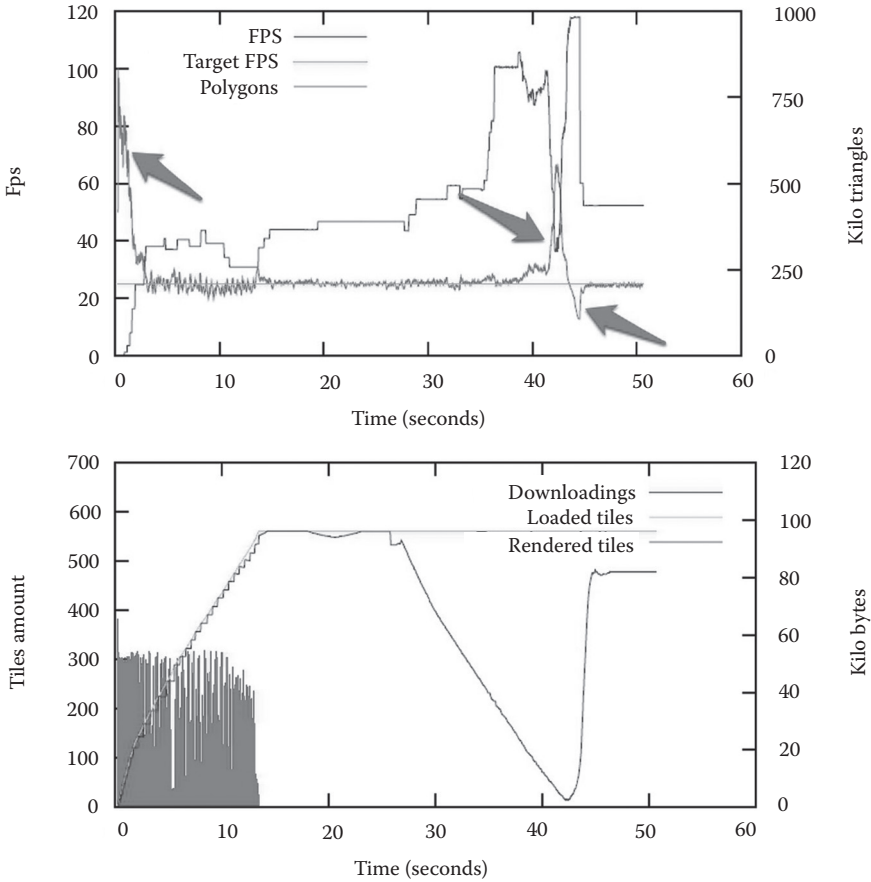 120
100
80
60
40
20
0
Fps
FPS
Target FPS
Polygons
1000
750
500
250
0
Kilo triangles
0 10 20 30 40 50 60
Time (seconds)
700
600
500
400
300
200
100
0
Tiles amount
Downloadings
Loaded tiles
Rendered tiles
120
100
80
60
40
20
0
Kilo bytes
0 10 20 30 40 50 60
Time (seconds)